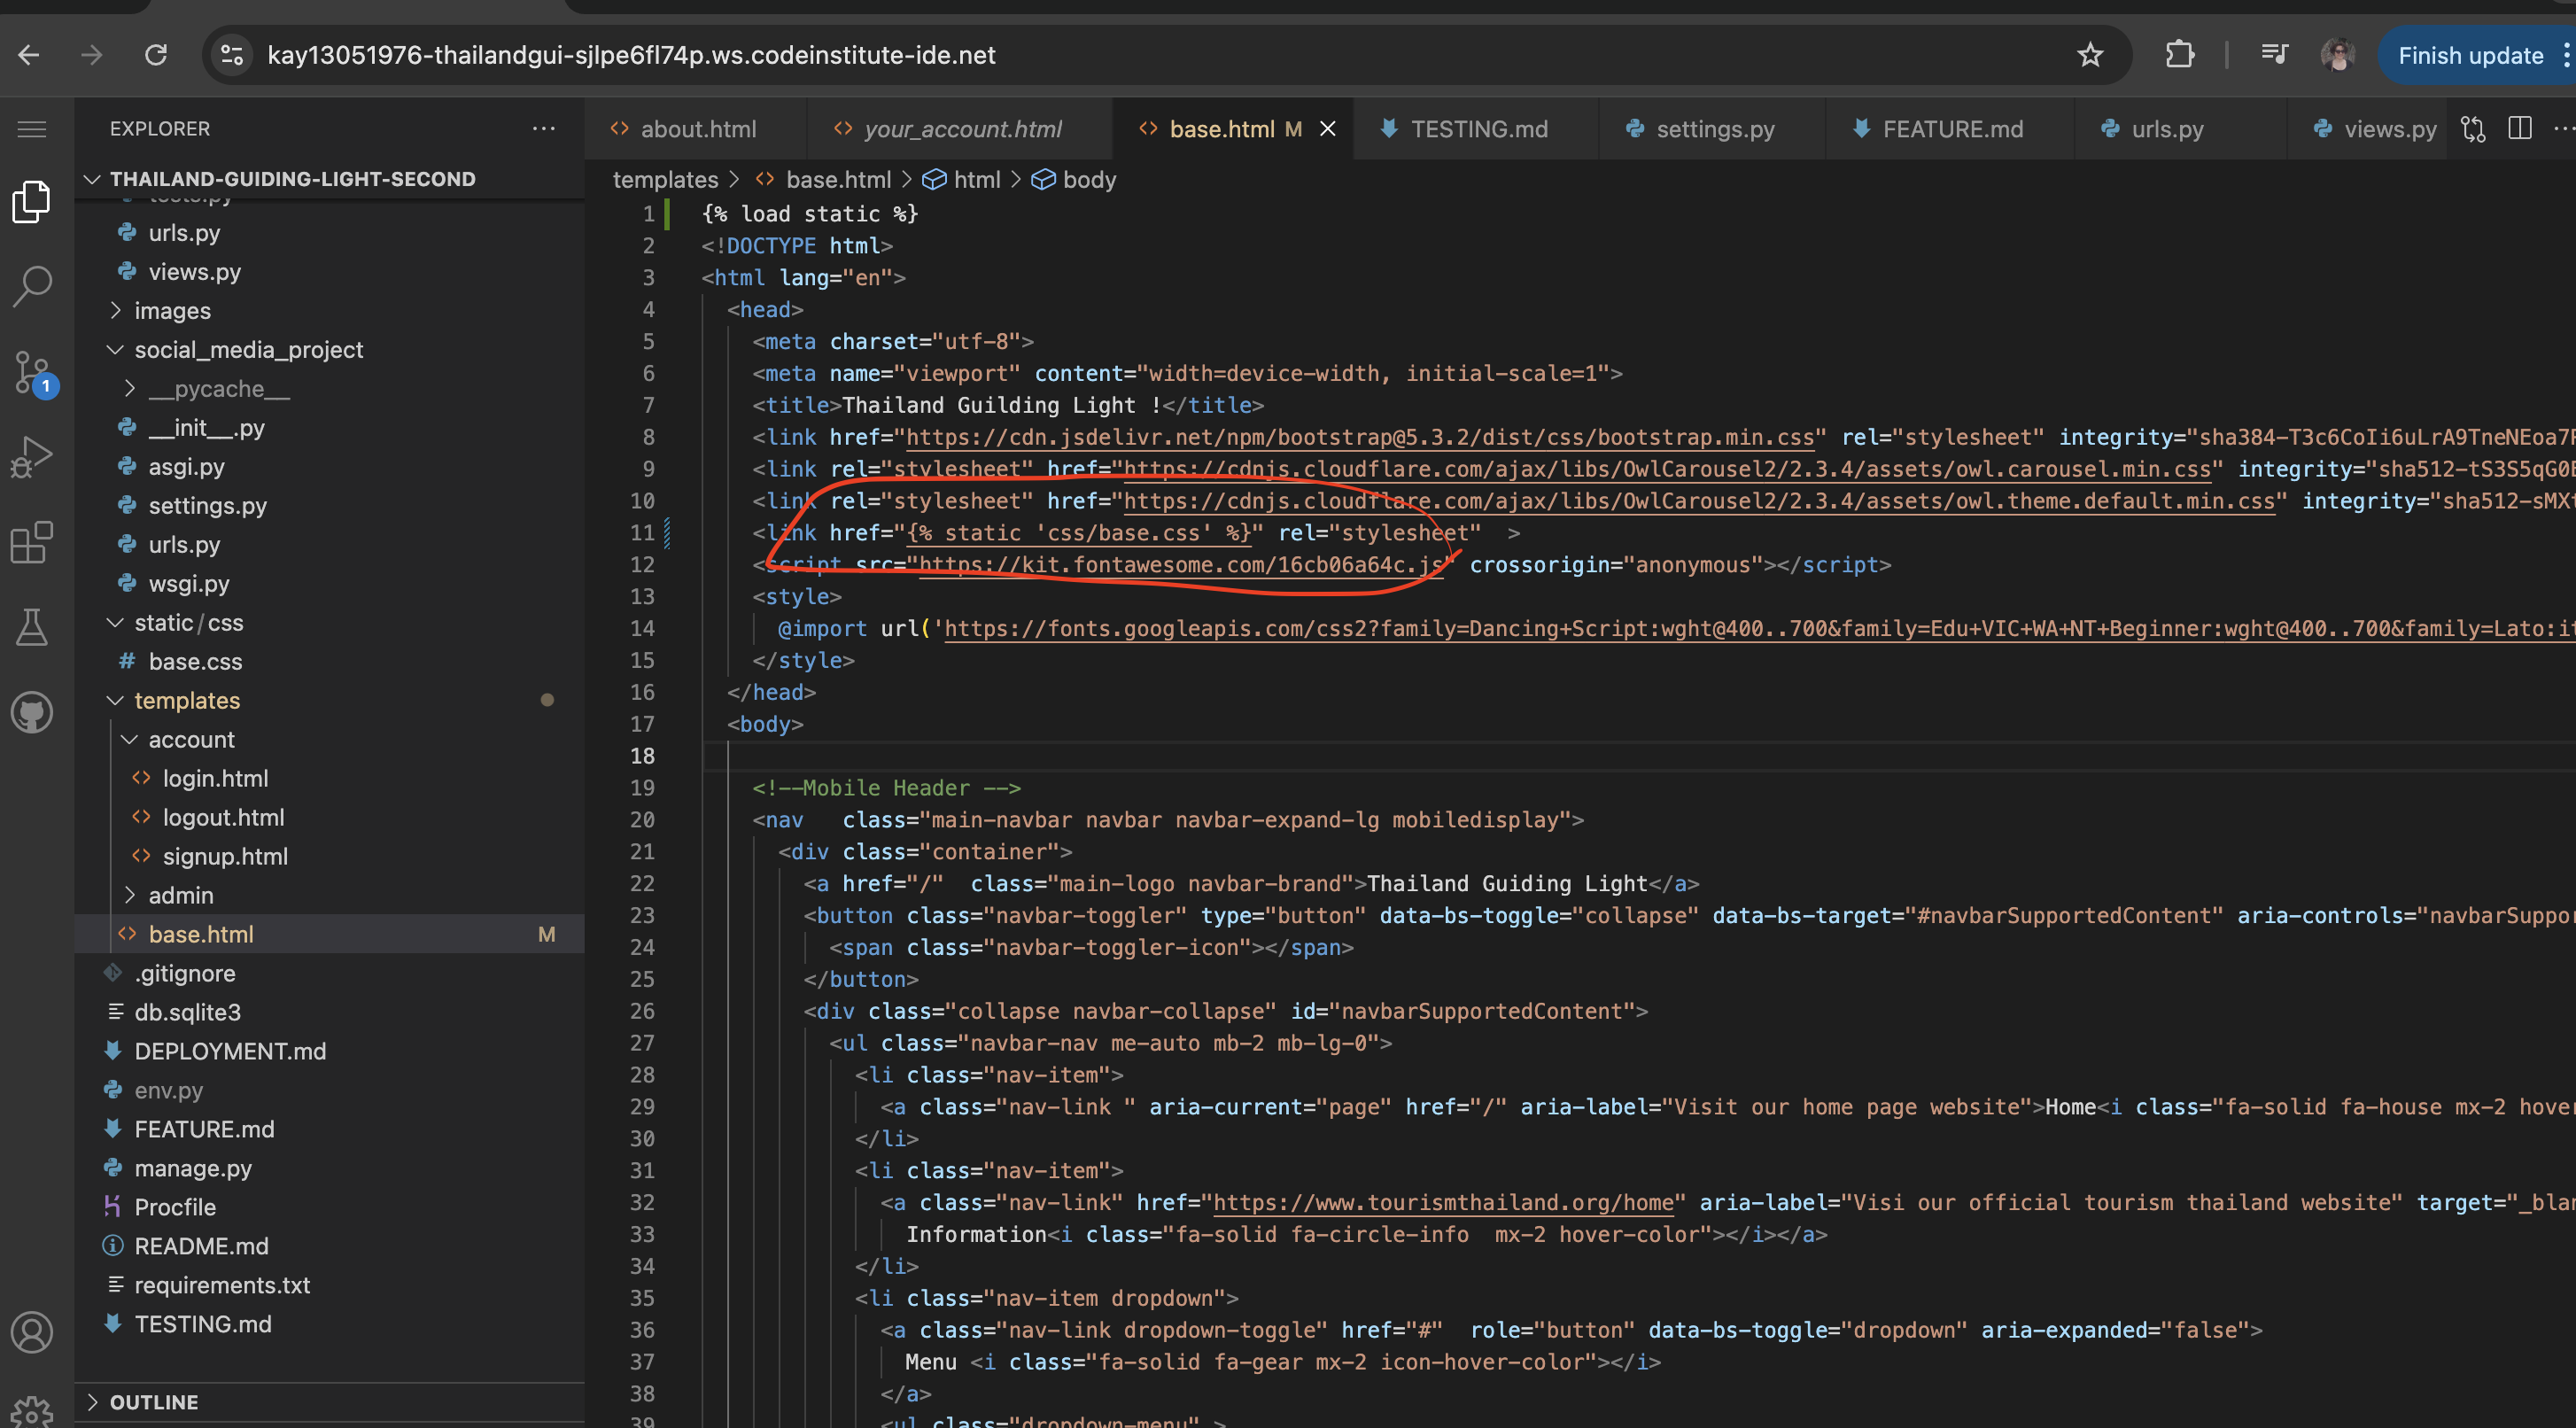 kay13051976-thailandgui-sjlpe6fl74p.ws.codeinstitute-ide.net
Finish update
EXPLORER
about.html
your_account.html
base.html M
TESTING.md
settings.py
FEATURE.md
urls.py
views.py
THAILAND-GUIDING-LIGHT-SECOND
tests.py
urls.py
views.py
images
social_media_project
__pycache__
__init__.py
asgi.py
settings.py
urls.py
wsgi.py
static/css
base.css
templates
account
login.html
logout.html
signup.html
admin
base.html M
.gitignore
db.sqlite3
DEPLOYMENT.md
env.py
FEATURE.md
manage.py
Procfile
README.md
requirements.txt
TESTING.md
OUTLINE
1
templates > base.html > html > body
1 {% load static %}
2 <!DOCTYPE html>
3 <html lang="en">
4 <head>
5 <meta charset="utf-8">
6 <meta name="viewport" content="width=device-width, initial-scale=1">
7 <title>Thailand Guilding Light !</title>
8 <link href="https://cdn.jsdelivr.net/npm/bootstrap@5.3.2/dist/css/bootstrap.min.css" rel="stylesheet" integrity="sha384-T3c6CoIi6uLrA9TneNEoa7
9 <link rel="stylesheet" href="https://cdnjs.cloudflare.com/ajax/libs/OwlCarousel2/2.3.4/assets/owl.carousel.min.css" integrity="sha512-tS3S5qG0
10 <link rel="stylesheet" href="https://cdnjs.cloudflare.com/ajax/libs/OwlCarousel2/2.3.4/assets/owl.theme.default.min.css" integrity="sha512-sMXt
11 <link href="{% static 'css/base.css' %}" rel="stylesheet" >
12 <script src="https://kit.fontawesome.com/16cb06a64c.js" crossorigin="anonymous"></script>
13 <style>
14 @import url('https://fonts.googleapis.com/css2?family=Dancing+Script:wght@400..700&family=Edu+VIC+WA+NT+Beginner:wght@400..700&family=Lato:it
15 </style>
16 </head>
17 <body>
18
19 <!--Mobile Header -->
20 <nav class="main-navbar navbar navbar-expand-lg mobiledisplay">
21 <div class="container">
22 <a href="/" class="main-logo navbar-brand">Thailand Guiding Light</a>
23 <button class="navbar-toggler" type="button" data-bs-toggle="collapse" data-bs-target="#navbarSupportedContent" aria-controls="navbarSuppo
24 <span class="navbar-toggler-icon"></span>
25 </button>
26 <div class="collapse navbar-collapse" id="navbarSupportedContent">
27 <ul class="navbar-nav me-auto mb-2 mb-lg-0">
28 <li class="nav-item">
29 <a class="nav-link " aria-current="page" href="/" aria-label="Visit our home page website">Home<i class="fa-solid fa-house mx-2 hover
30 </li>
31 <li class="nav-item">
32 <a class="nav-link" href="https://www.tourismthailand.org/home" aria-label="Visi our official tourism thailand website" target="_blan
33 Information<i class="fa-solid fa-circle-info mx-2 hover-color"></i></a>
34 </li>
35 <li class="nav-item dropdown">
36 <a class="nav-link dropdown-toggle" href="#" role="button" data-bs-toggle="dropdown" aria-expanded="false">
37 Menu <i class="fa-solid fa-gear mx-2 icon-hover-color"></i>
38 </a>
39 <ul class="dropdown-menu" >